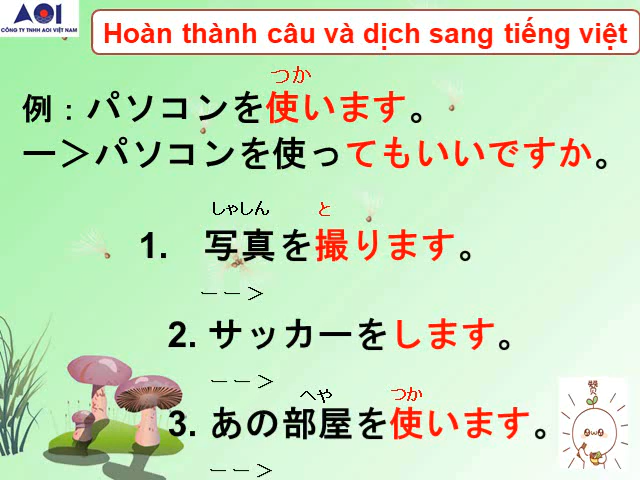 AOI
CÔNG TY TNHH AOI VIỆT NAM
Hoàn thành câu và dịch sang tiếng việt
つか
例：パソコンを使います。
ー＞パソコンを使ってもいいですか。
しゃしん と
1. 写真を撮ります。
ーー＞
2. サッカーをします。
ーー＞
へや つか
3. あの部屋を使います。
ーー＞